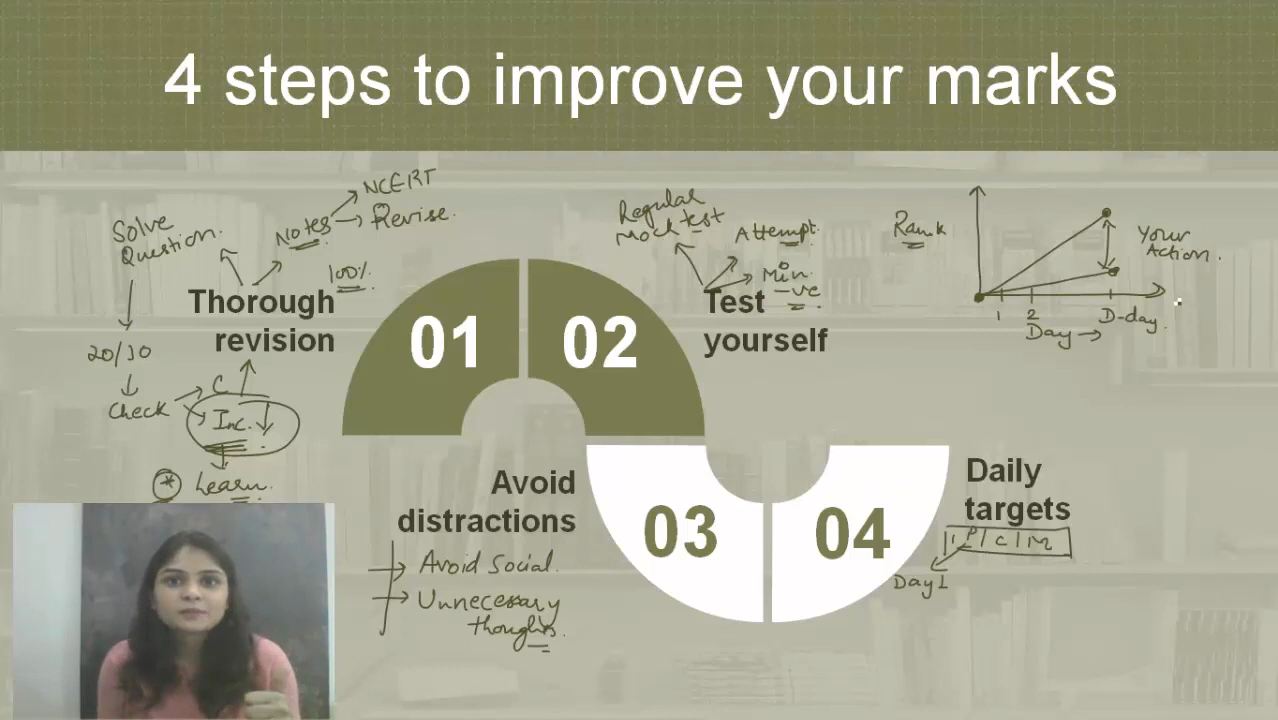 4 steps to improve your marks
NCERT
Notes
Revise.
Solve
Question.
100%
Thorough
revision
20/30
Check
C
Inc.
* Learn.
01
02
Regular
Mock test
Attempt.
Min.
-ve
Test
yourself
Rank
Your
Action.
1 2 D-day.
Day →
Avoid
distractions
Avoid Social.
Unnecessary
thoughts.
03
04
Daily
targets
P/C/M
Day 1